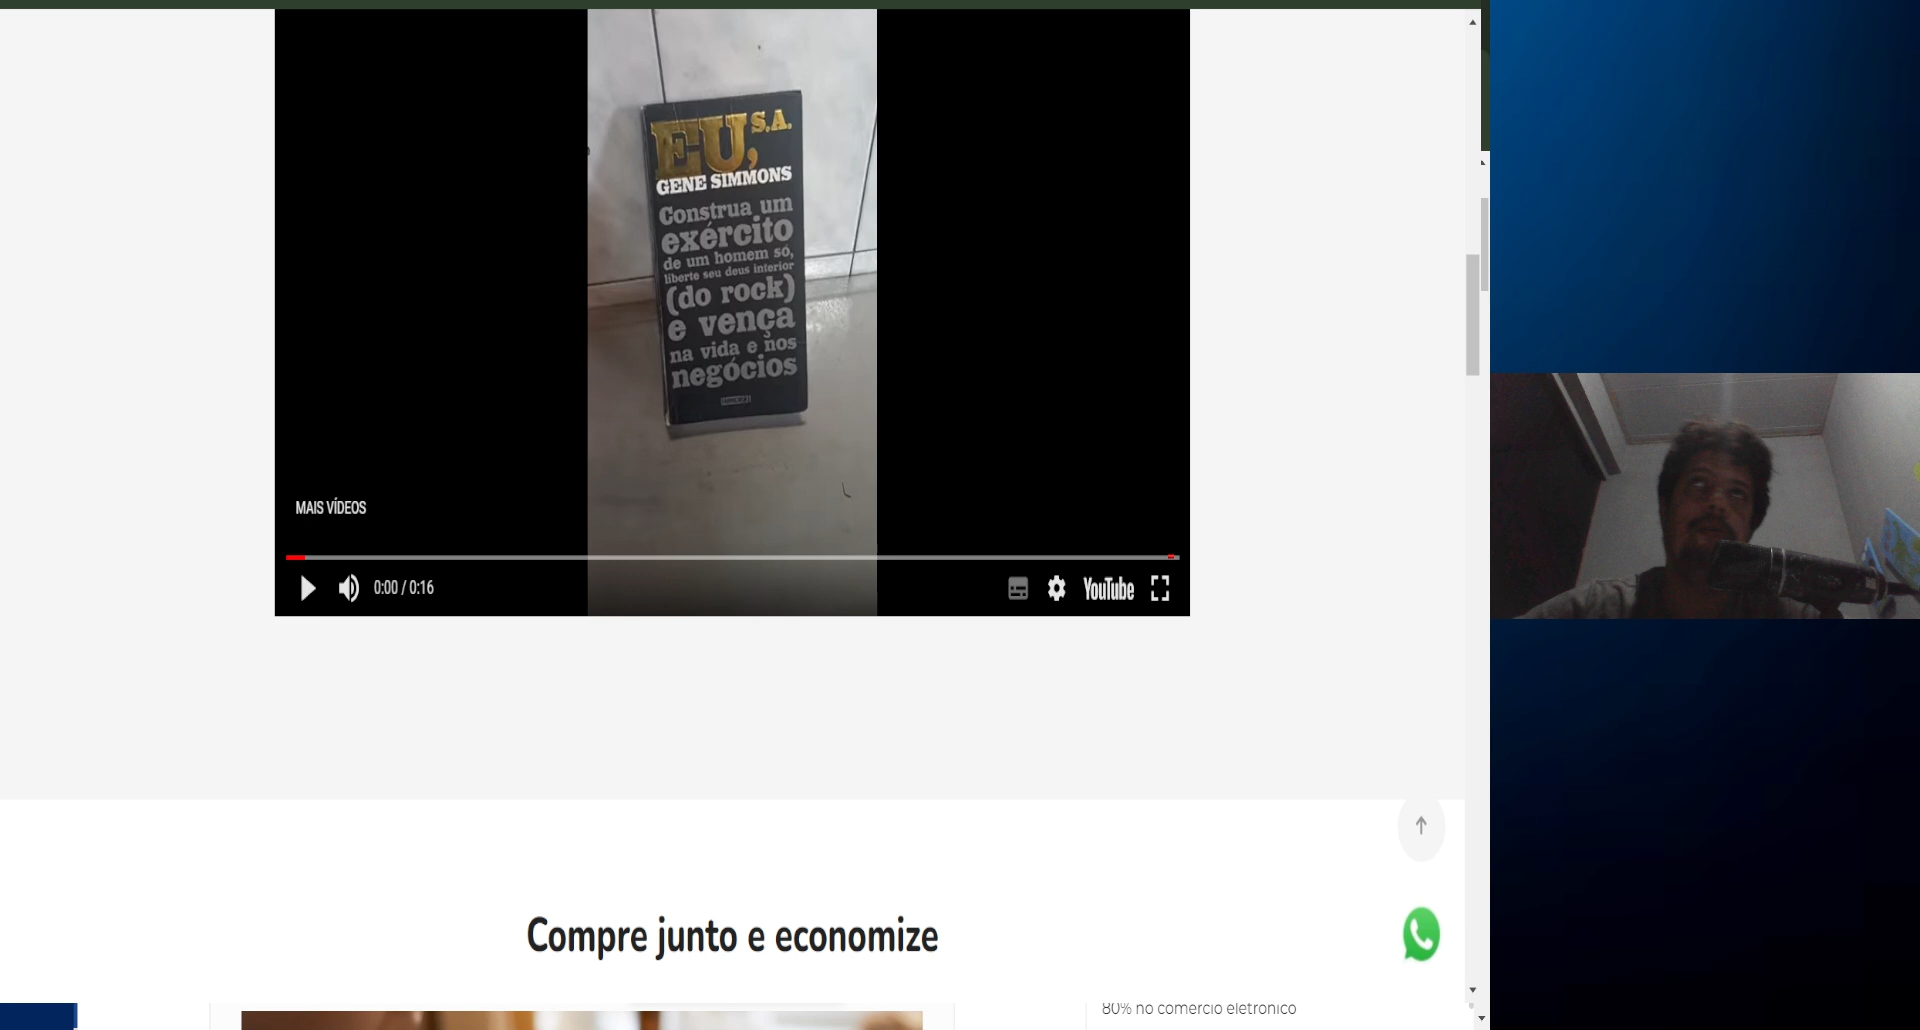 EU, S.A.
GENE SIMMONS
Construa um
exército
de um homem só,
liberte seu deus interior
(do rock)
e vença
na vida e nos
negócios
MAIS VÍDEOS
0:00 / 0:16
YouTube
Compre junto e economize
80% no comercio eletronico